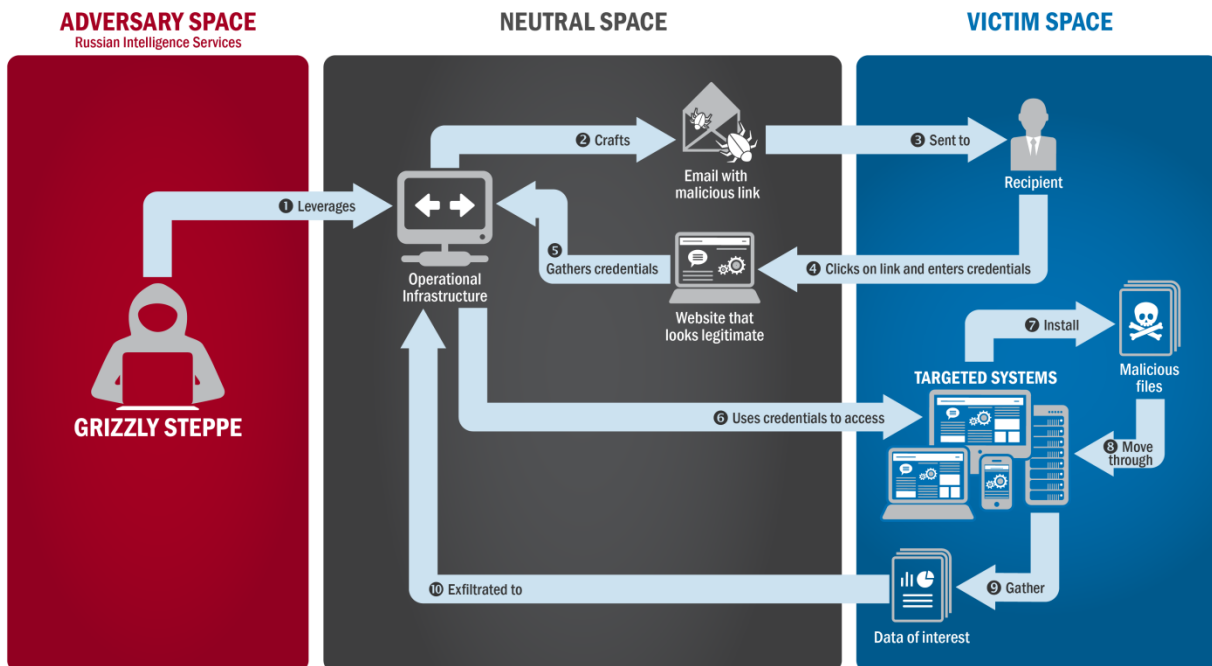 ADVERSARY SPACE
Russian Intelligence Services
NEUTRAL SPACE
VICTIM SPACE
❶ Leverages
❷ Crafts
Email with
malicious link
❸ Sent to
Recipient
❹ Clicks on link and enters credentials
Website that
looks legitimate
❺
Gathers credentials
Operational
Infrastructure
GRIZZLY STEPPE
❻ Uses credentials to access
TARGETED SYSTEMS
❼ Install
Malicious
files
❽ Move
through
❾ Gather
Data of interest
❿ Exfiltrated to